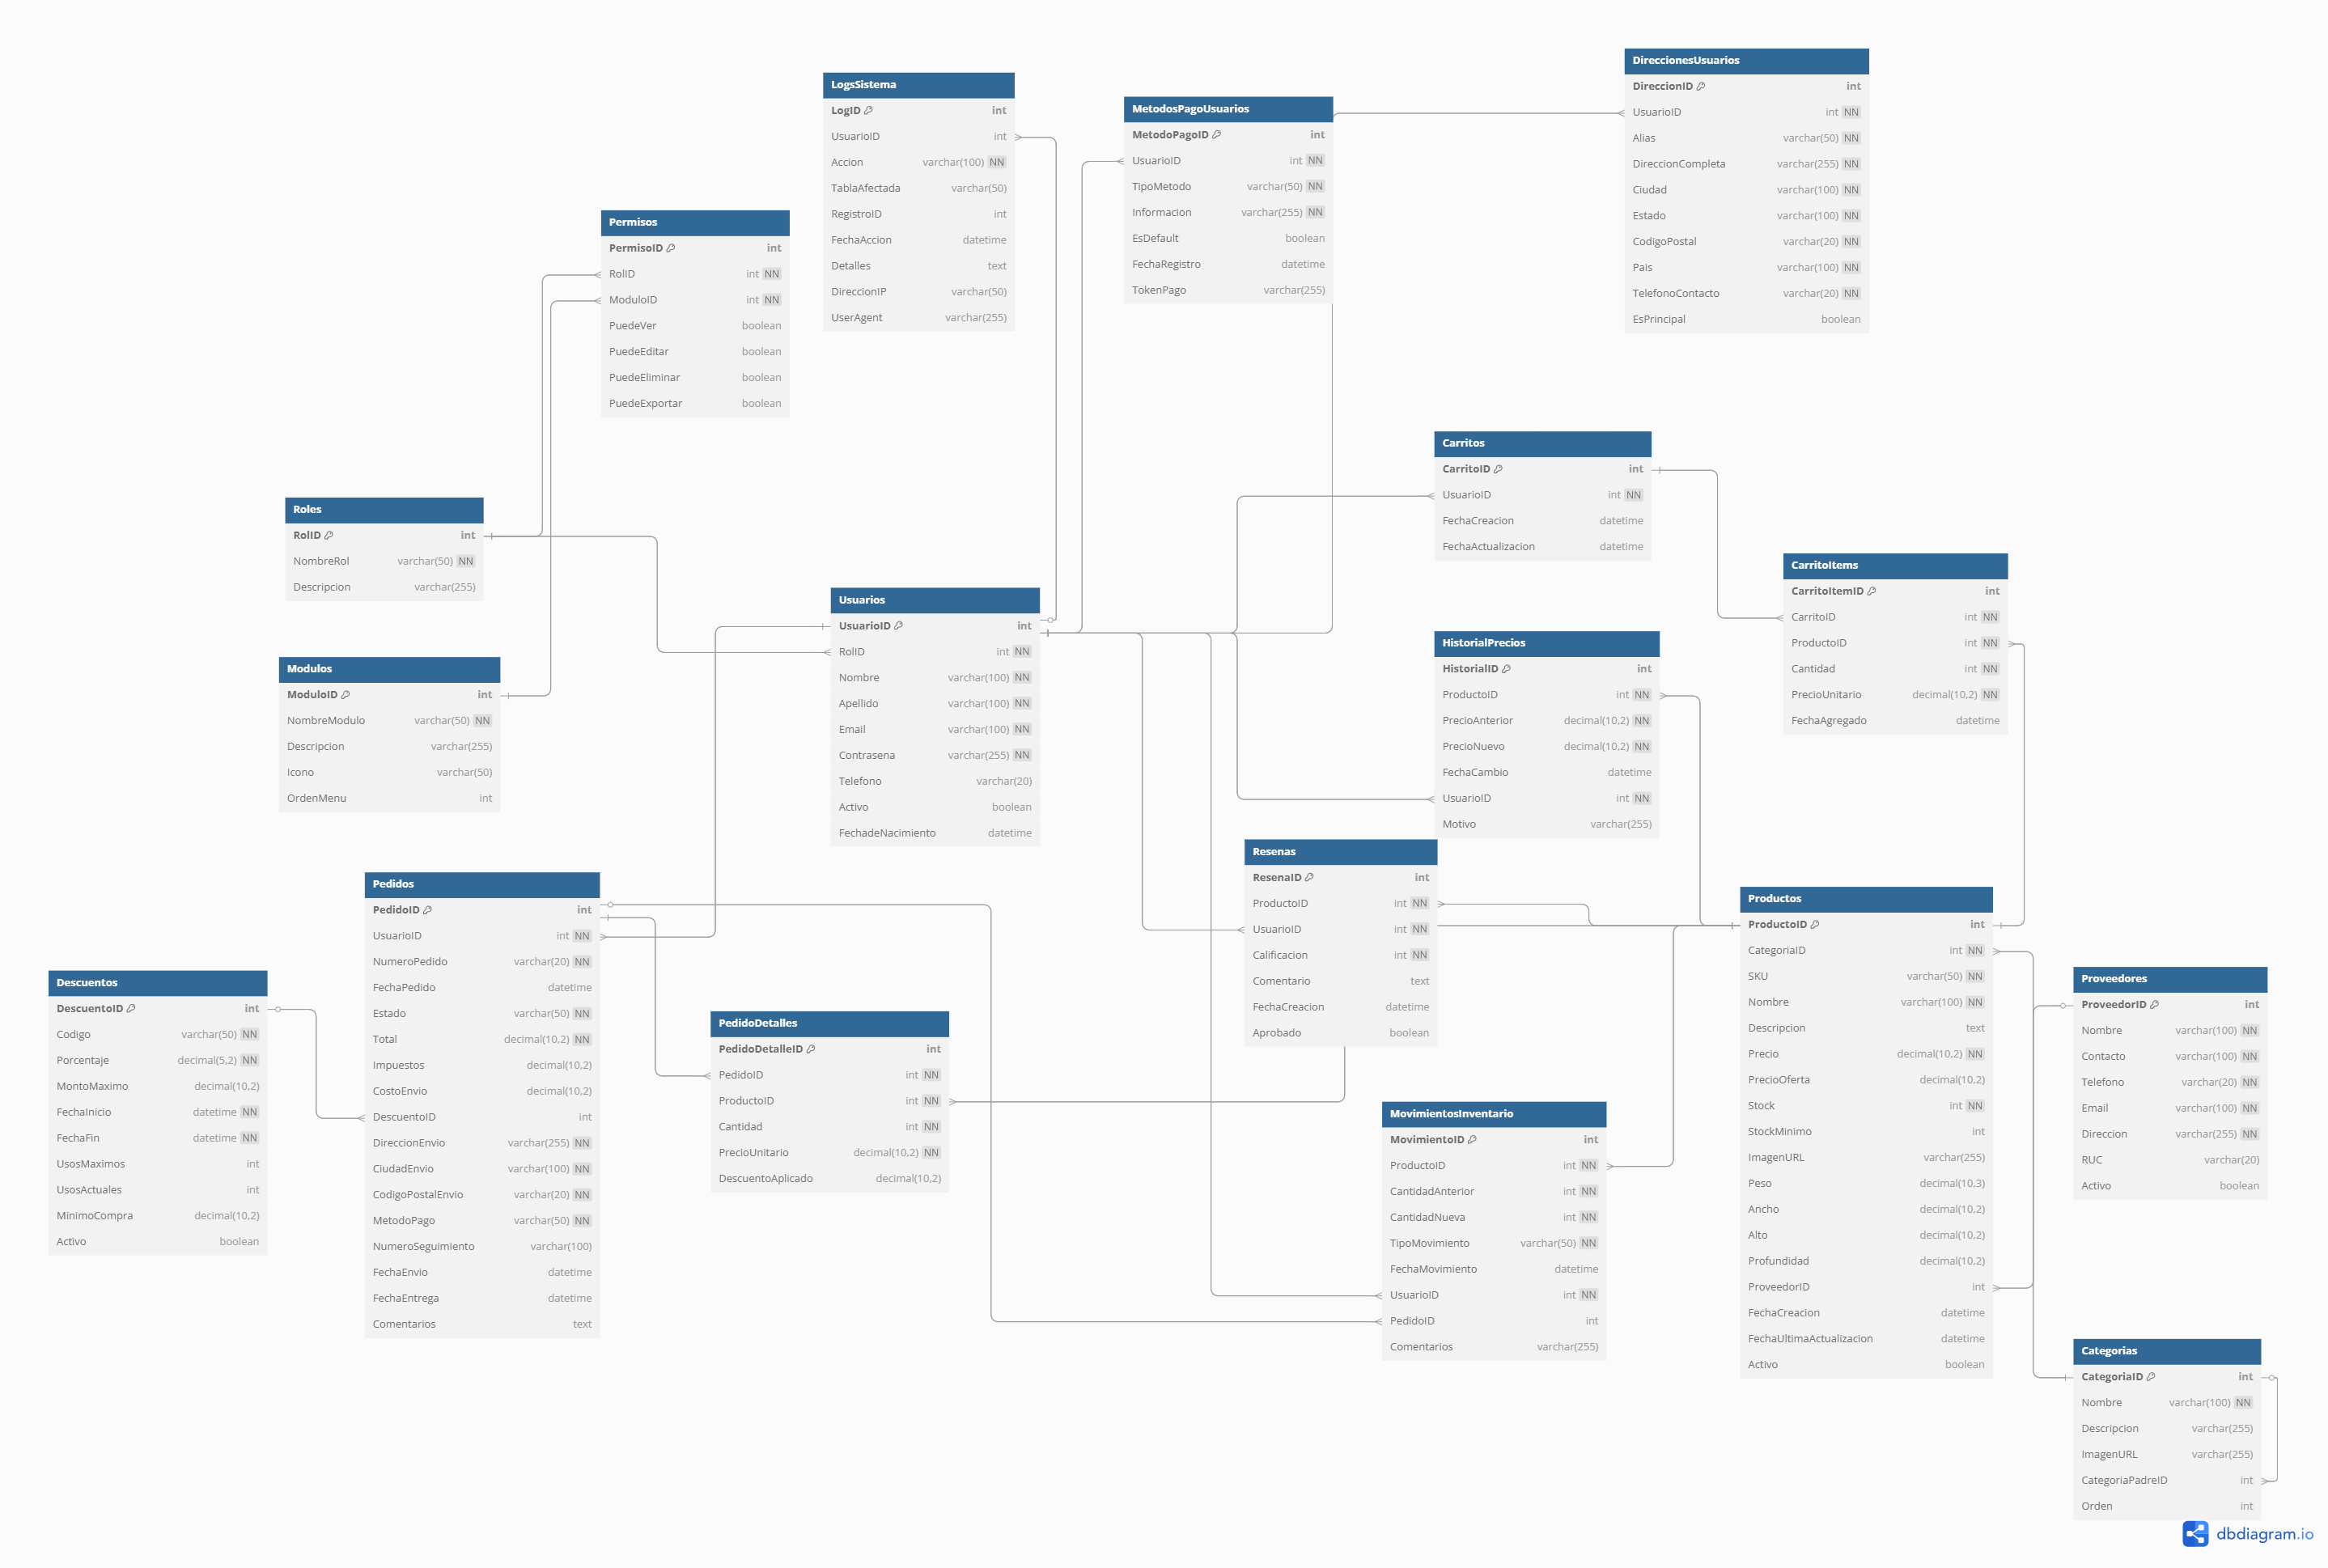 LogsSistema
LogID int
UsuarioID int
Accion varchar(100) NN
TablaAfectada varchar(50)
RegistroID int
FechaAccion datetime
Detalles text
DireccionIP varchar(50)
UserAgent varchar(255)
MetodosPagoUsuarios
MetodoPagoID int
UsuarioID int NN
TipoMetodo varchar(50) NN
Informacion varchar(255) NN
EsDefault boolean
FechaRegistro datetime
TokenPago varchar(255)
DireccionesUsuarios
DireccionID int
UsuarioID int NN
Alias varchar(50) NN
DireccionCompleta varchar(255) NN
Ciudad varchar(100) NN
Estado varchar(100) NN
CodigoPostal varchar(20) NN
Pais varchar(100) NN
TelefonoContacto varchar(20) NN
EsPrincipal boolean
Permisos
PermisoID int
RolID int NN
ModuloID int NN
PuedeVer boolean
PuedeEditar boolean
PuedeEliminar boolean
PuedeExportar boolean
Roles
RolID int
NombreRol varchar(50) NN
Descripcion varchar(255)
Modulos
ModuloID int
NombreModulo varchar(50) NN
Descripcion varchar(255)
Icono varchar(50)
OrdenMenu int
Usuarios
UsuarioID int
RolID int NN
Nombre varchar(100) NN
Apellido varchar(100) NN
Email varchar(100) NN
Contrasena varchar(255) NN
Telefono varchar(20)
Activo boolean
FechadeNacimiento datetime
Carritos
CarritoID int
UsuarioID int NN
FechaCreacion datetime
FechaActualizacion datetime
CarritoItems
CarritoItemID int
CarritoID int NN
ProductoID int NN
Cantidad int NN
PrecioUnitario decimal(10,2) NN
FechaAgregado datetime
HistorialPrecios
HistorialID int
ProductoID int NN
PrecioAnterior decimal(10,2) NN
PrecioNuevo decimal(10,2) NN
FechaCambio datetime
UsuarioID int NN
Motivo varchar(255)
Resenas
ResenaID int
ProductoID int NN
UsuarioID int NN
Calificacion int NN
Comentario text
FechaCreacion datetime
Aprobado boolean
Descuentos
DescuentoID int
Codigo varchar(50) NN
Porcentaje decimal(5,2) NN
MontoMaximo decimal(10,2)
FechaInicio datetime NN
FechaFin datetime NN
UsosMaximos int
UsosActuales int
MinimoCompra decimal(10,2)
Activo boolean
Pedidos
PedidoID int
UsuarioID int NN
NumeroPedido varchar(20) NN
FechaPedido datetime
Estado varchar(50) NN
Total decimal(10,2) NN
Impuestos decimal(10,2)
CostoEnvio decimal(10,2)
DescuentoID int
DireccionEnvio varchar(255) NN
CiudadEnvio varchar(100) NN
CodigoPostalEnvio varchar(20) NN
MetodoPago varchar(50) NN
NumeroSeguimiento varchar(100)
FechaEnvio datetime
FechaEntrega datetime
Comentarios text
PedidoDetalles
PedidoDetalleID int
PedidoID int NN
ProductoID int NN
Cantidad int NN
PrecioUnitario decimal(10,2) NN
DescuentoAplicado decimal(10,2)
MovimientosInventario
MovimientoID int
ProductoID int NN
CantidadAnterior int NN
CantidadNueva int NN
TipoMovimiento varchar(50) NN
FechaMovimiento datetime
UsuarioID int NN
PedidoID int
Comentarios varchar(255)
Productos
ProductoID int
CategoriaID int NN
SKU varchar(50) NN
Nombre varchar(100) NN
Descripcion text
Precio decimal(10,2) NN
PrecioOferta decimal(10,2)
Stock int NN
StockMinimo int
ImagenURL varchar(255)
Peso decimal(10,3)
Ancho decimal(10,2)
Alto decimal(10,2)
Profundidad decimal(10,2)
ProveedorID int
FechaCreacion datetime
FechaUltimaActualizacion datetime
Activo boolean
Proveedores
ProveedorID int
Nombre varchar(100) NN
Contacto varchar(100) NN
Telefono varchar(20) NN
Email varchar(100) NN
Direccion varchar(255) NN
RUC varchar(20)
Activo boolean
Categorias
CategoriaID int
Nombre varchar(100) NN
Descripcion varchar(255)
ImagenURL varchar(255)
CategoriaPadreID int
Orden int
dbdiagram.io